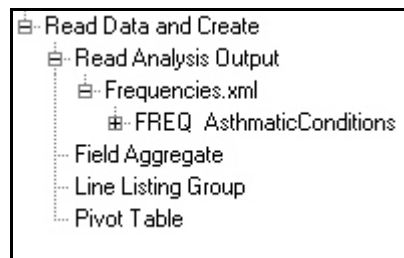 Read Data and Create
Read Analysis Output
Frequencies.xml
FREQ AsthmaticConditions
Field Aggregate
Line Listing Group
Pivot Table